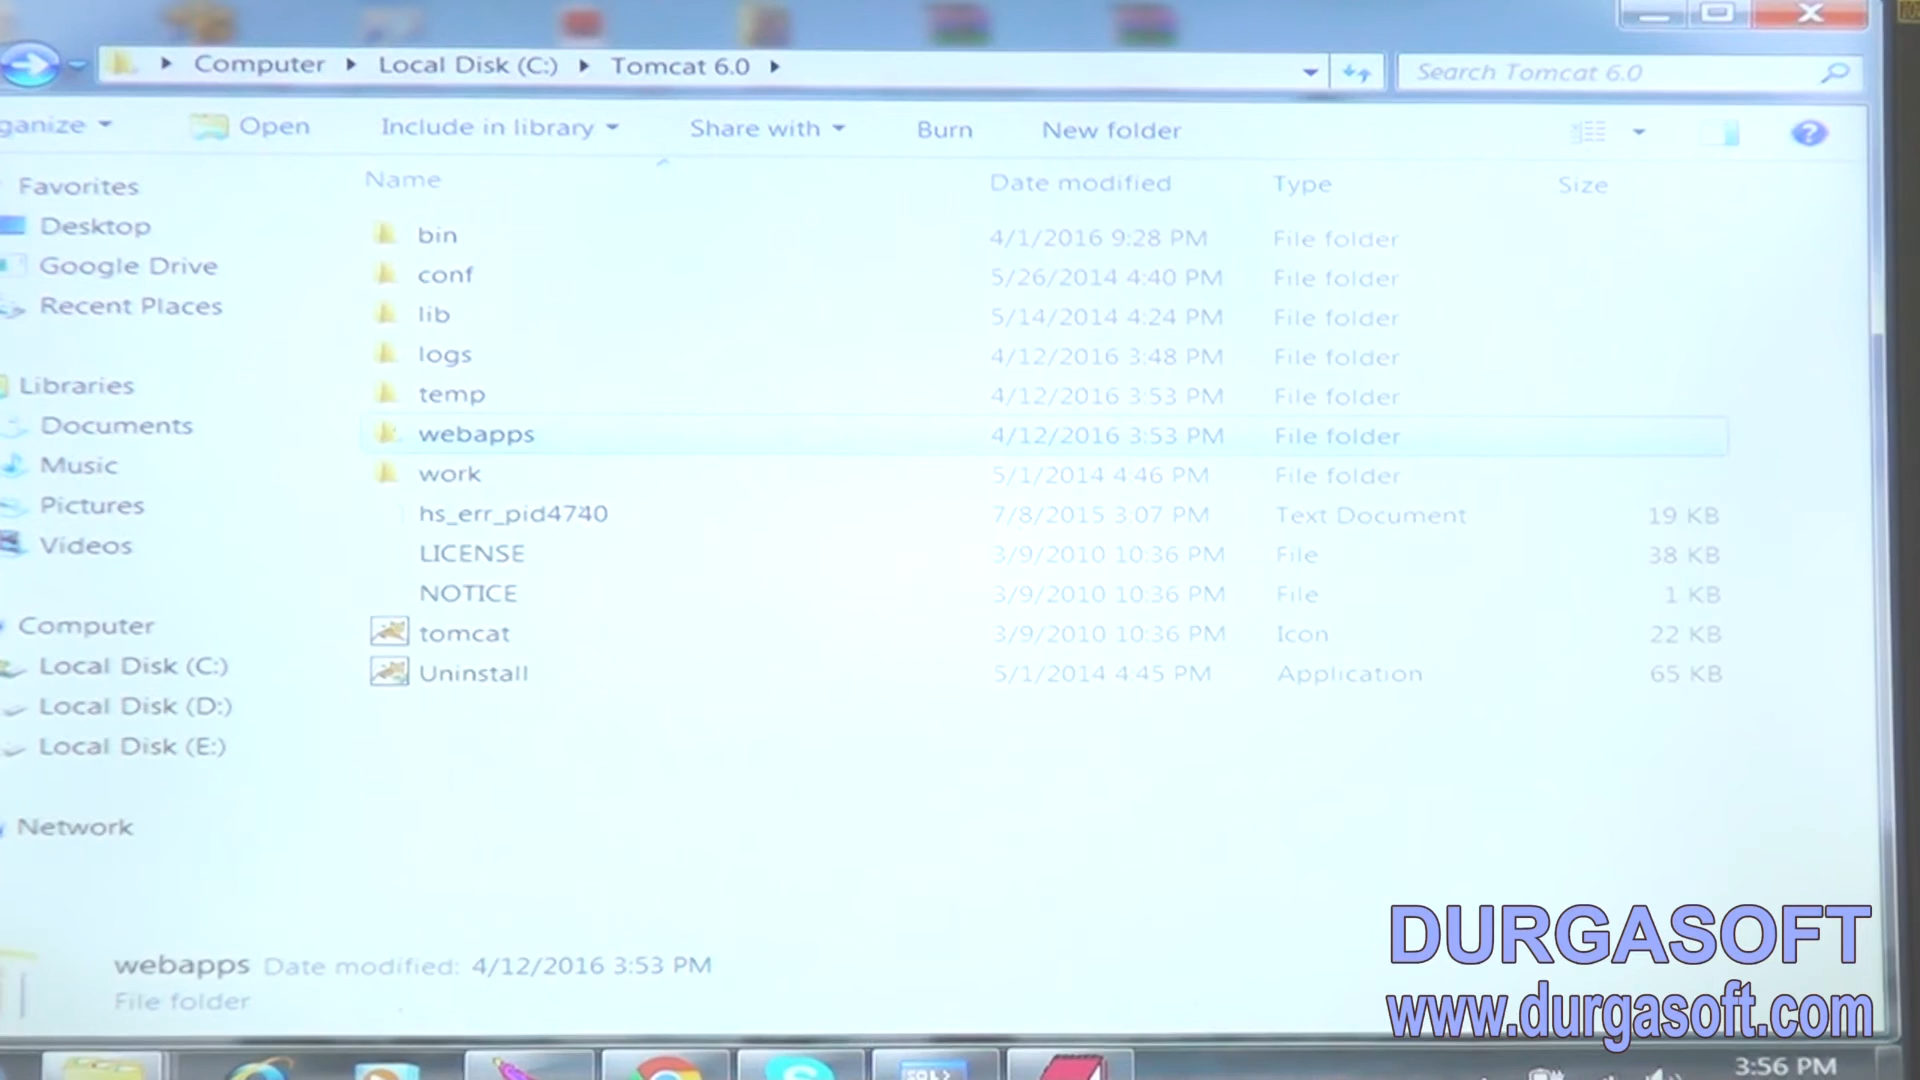 Computer Local Disk (C:) Tomcat 6.0
Search Tomcat 6.0
Open Include in library Share with Burn New folder
Name Date modified Type Size
Favorites
Desktop
Google Drive
Recent Places
Libraries
Documents
Music
Pictures
Videos
Computer
Local Disk (C:)
Local Disk (D:)
Local Disk (E:)
Network
bin 4/1/2016 9:28 PM File folder
conf 5/26/2014 4:40 PM File folder
lib 5/14/2014 4:24 PM File folder
logs 4/12/2016 3:48 PM File folder
temp 4/12/2016 3:53 PM File folder
webapps 4/12/2016 3:53 PM File folder
work 5/1/2014 4:46 PM File folder
hs_err_pid4740 7/8/2015 3:07 PM Text Document 19 KB
LICENSE 3/9/2010 10:36 PM File 38 KB
NOTICE 3/9/2010 10:36 PM File 1 KB
tomcat 3/9/2010 10:36 PM Icon 22 KB
Uninstall 5/1/2014 4:45 PM Application 65 KB
webapps Date modified: 4/12/2016 3:53 PM
File folder
DURGASOFT
www.durgasoft.com
3:56 PM